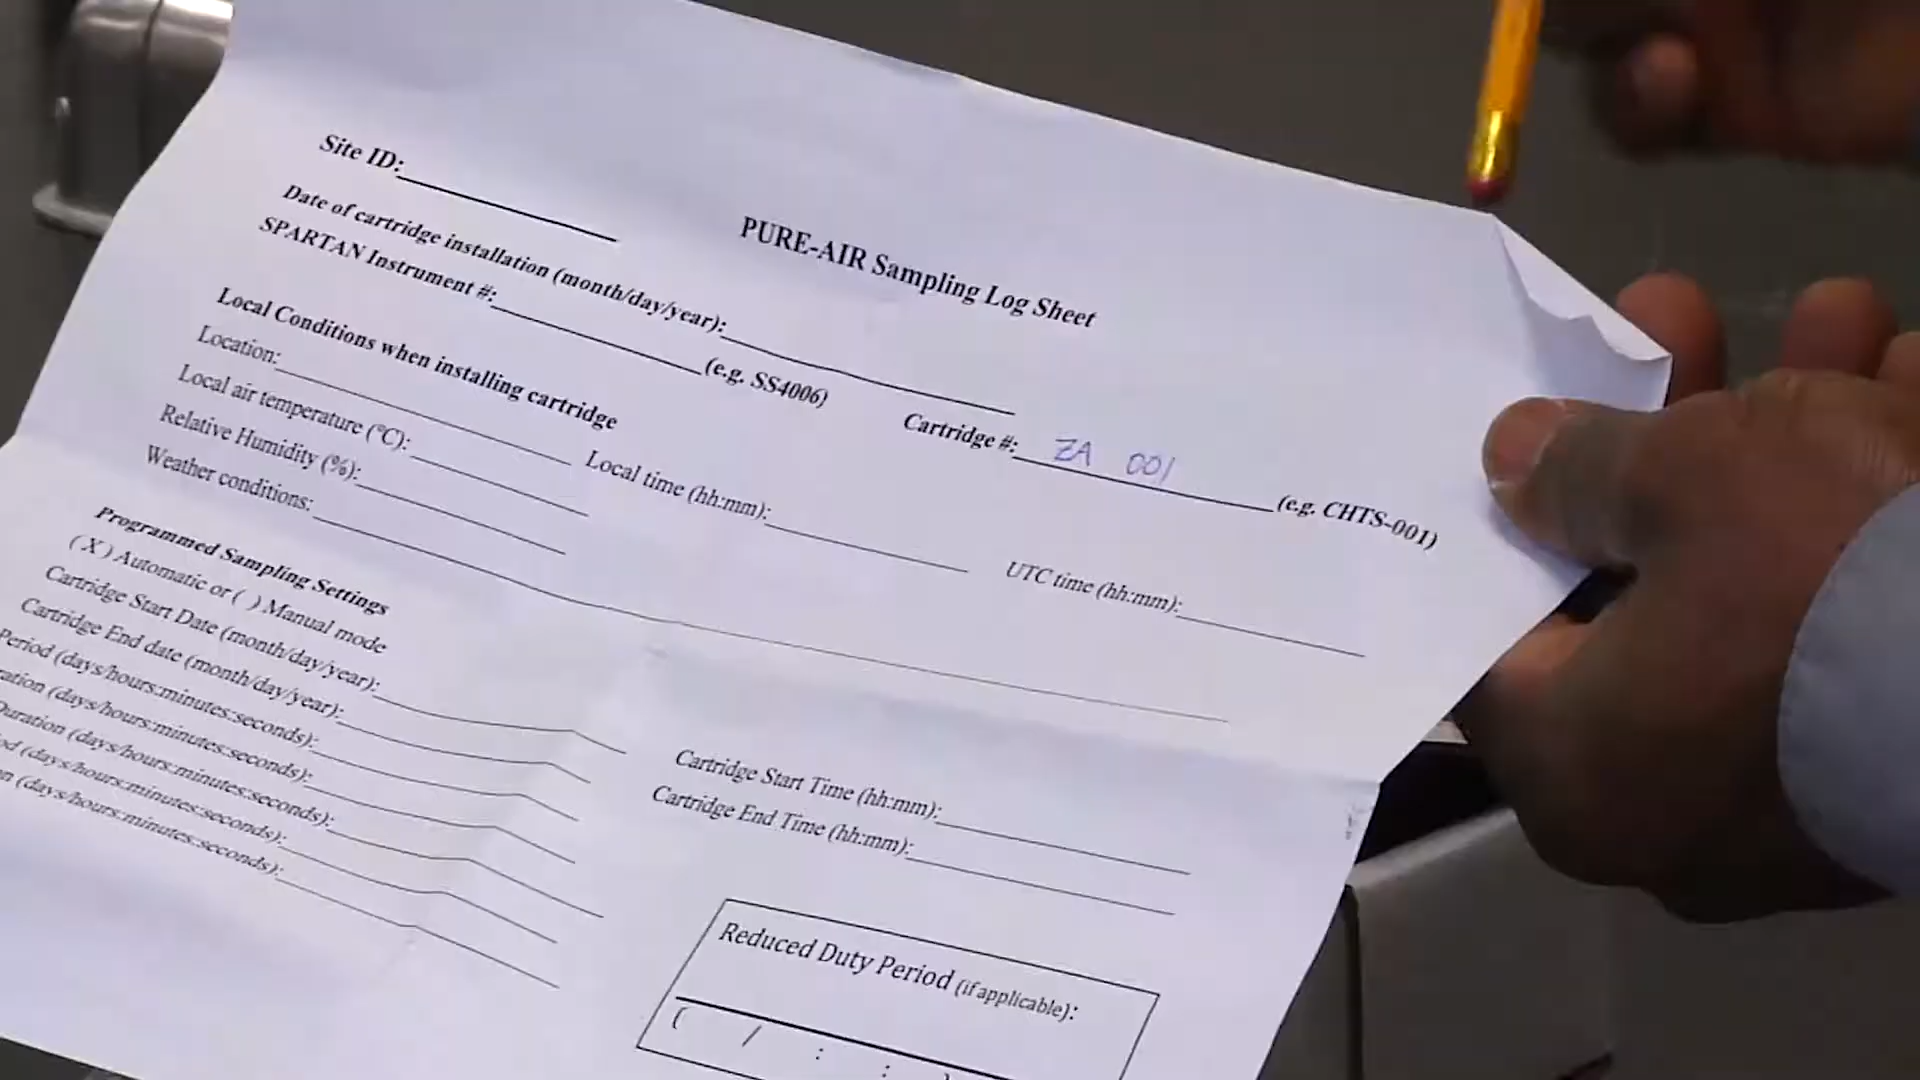 Site ID:
PURE-AIR Sampling Log Sheet
Date of cartridge installation (month/day/year):
SPARTAN Instrument #: (e.g. SS4006) Cartridge #: ZA 001 (e.g. CHTS-001)
Local Conditions when installing cartridge
Location: Local time (hh:mm): UTC time (hh:mm):
Local air temperature (°C):
Relative Humidity (%):
Weather conditions:
Programmed Sampling Settings
( X ) Automatic or ( ) Manual mode
Cartridge Start Date (month/day/year): Cartridge Start Time (hh:mm):
Cartridge End date (month/day/year): Cartridge End Time (hh:mm):
Period (days/hours:minutes:seconds):
(days/hours:minutes:seconds):
Duration (days/hours:minutes:seconds):
(days/hours:minutes:seconds):
(days/hours:minutes:seconds):
Reduced Duty Period (if applicable):
( / : : )